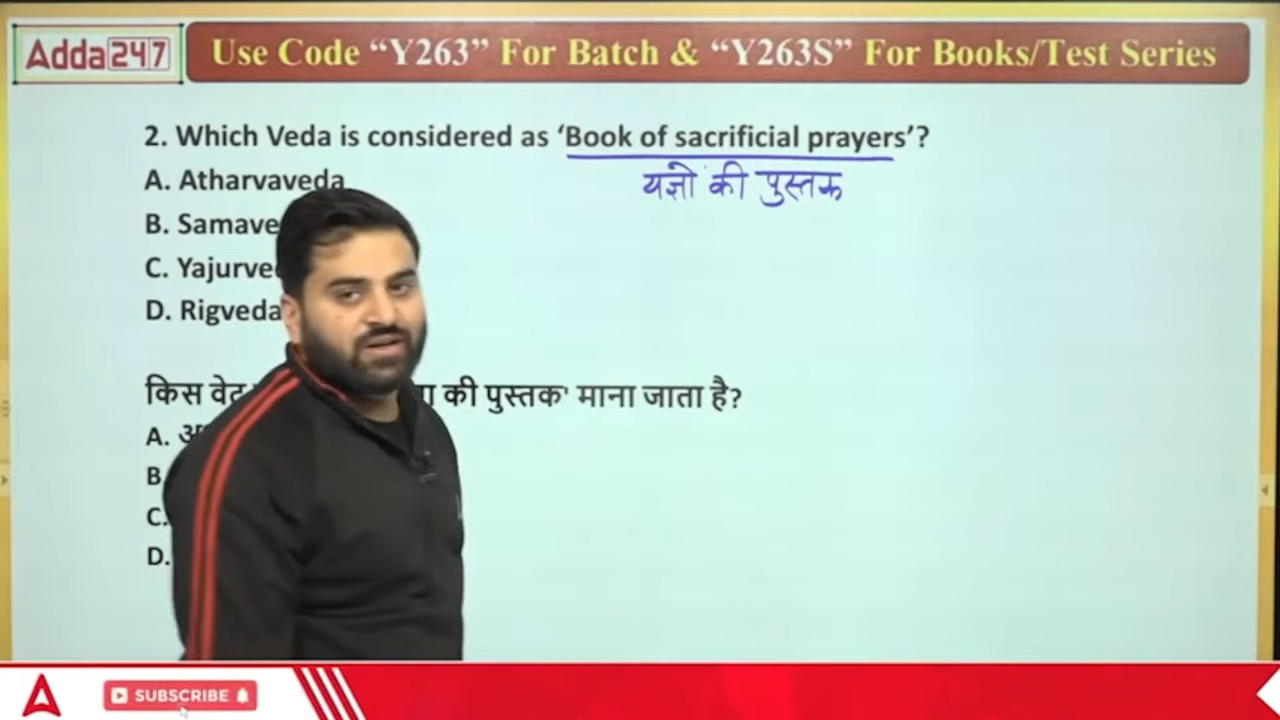 Adda247
Use Code “Y263” For Batch & “Y263S” For Books/Test Series
2. Which Veda is considered as ‘Book of sacrificial prayers’?
यज्ञो की पुस्तक
A. Atharvaveda
B. Samave
C. Yajurve
D. Rigveda
किस की पुस्तक' माना जाता है?
A.
B.
C.
D.
SUBSCRIBE